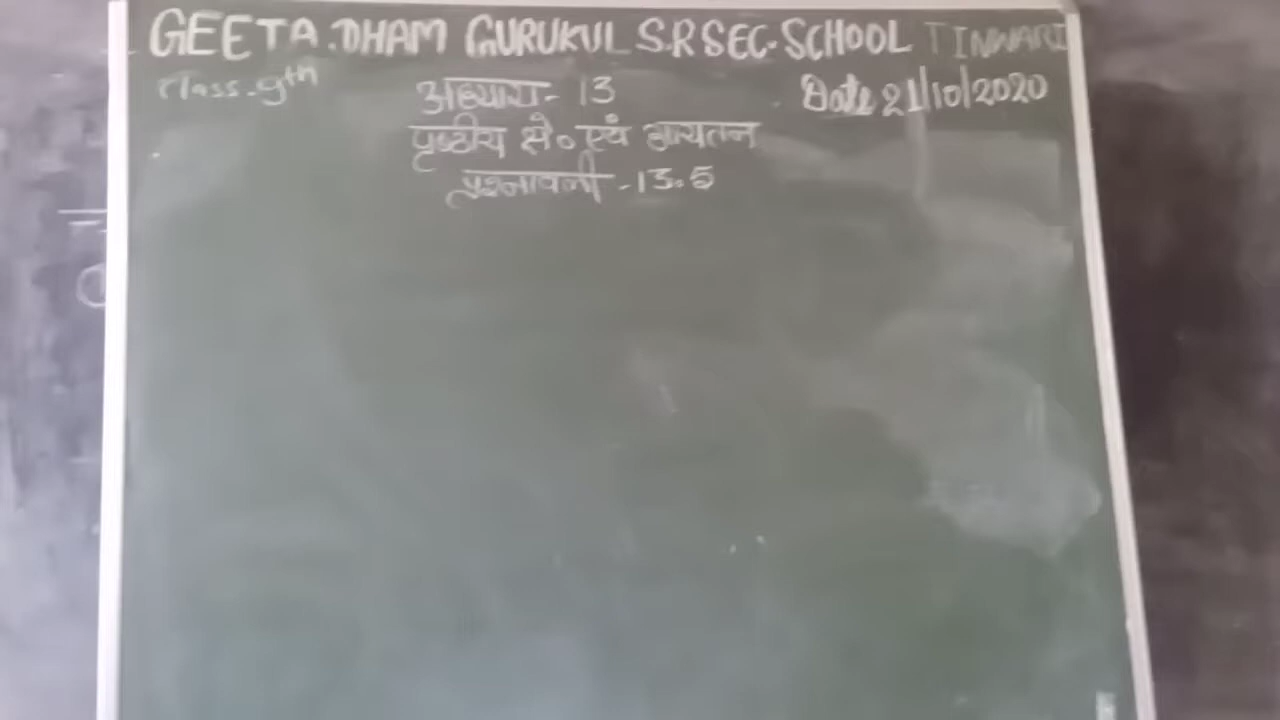 GEETA.DHAM GURUKUL S.R SEC. SCHOOL TINWARI
Class-9th अध्याय- 13 Date 21/10/2020
पृष्ठीय क्षे० एवं आयतन
प्रश्नावली -13.5